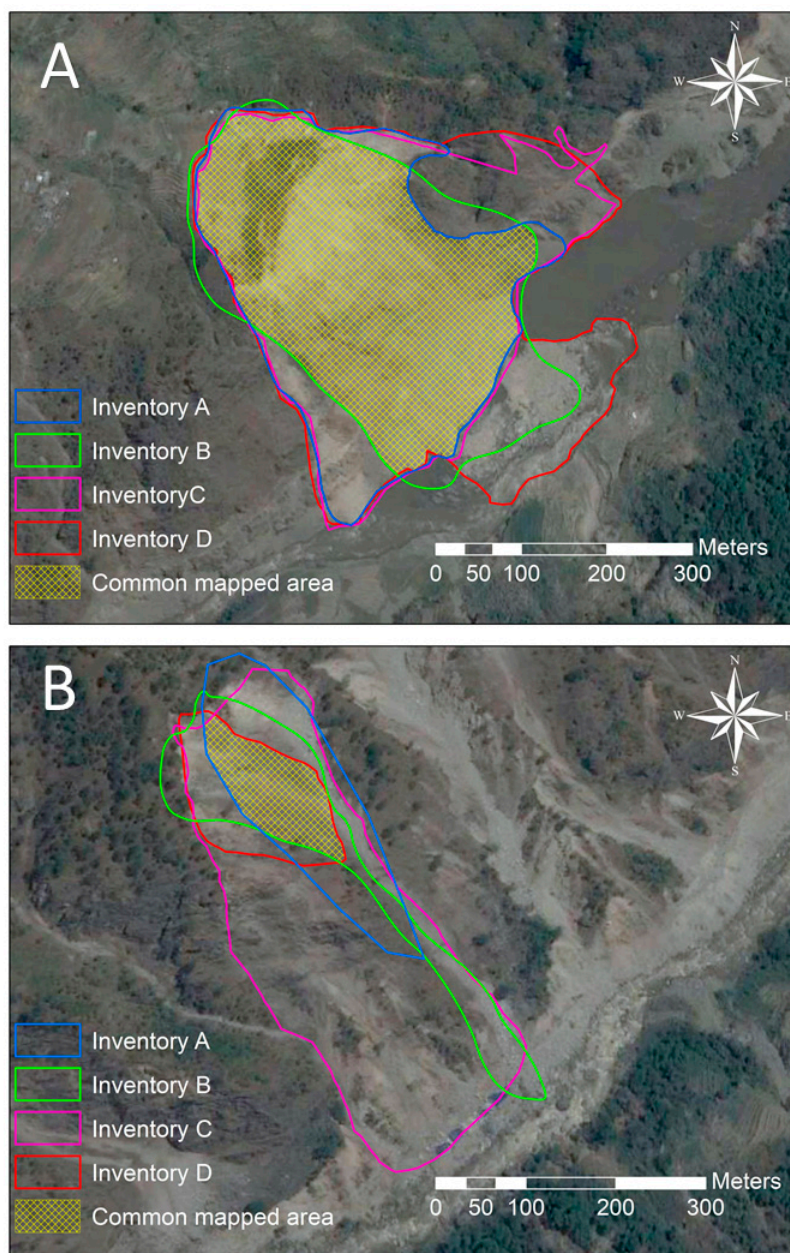 A
N
W
E
S
Inventory A
Inventory B
InventoryC
Inventory D
Common mapped area
Meters
0 50 100 200 300
B
N
W
E
S
Inventory A
Inventory B
Inventory C
Inventory D
Common mapped area
Meters
0 50 100 200 300